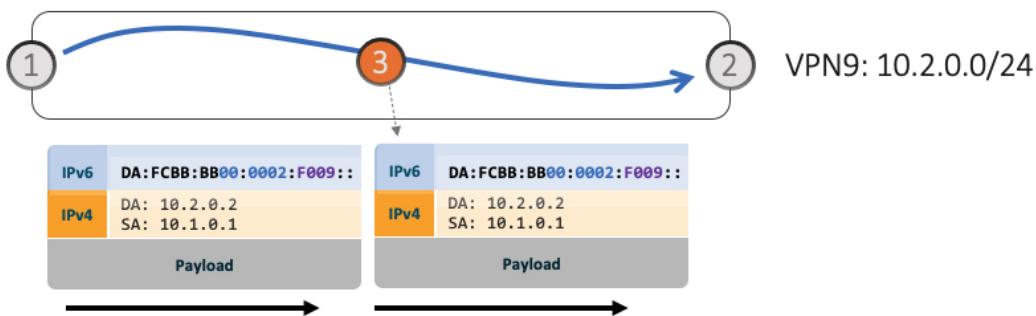 1
3
2
VPN9: 10.2.0.0/24
IPv6 DA:FCBB:BB00:0002:F009::
IPv4 DA: 10.2.0.2
SA: 10.1.0.1
Payload
IPv6 DA:FCBB:BB00:0002:F009::
IPv4 DA: 10.2.0.2
SA: 10.1.0.1
Payload